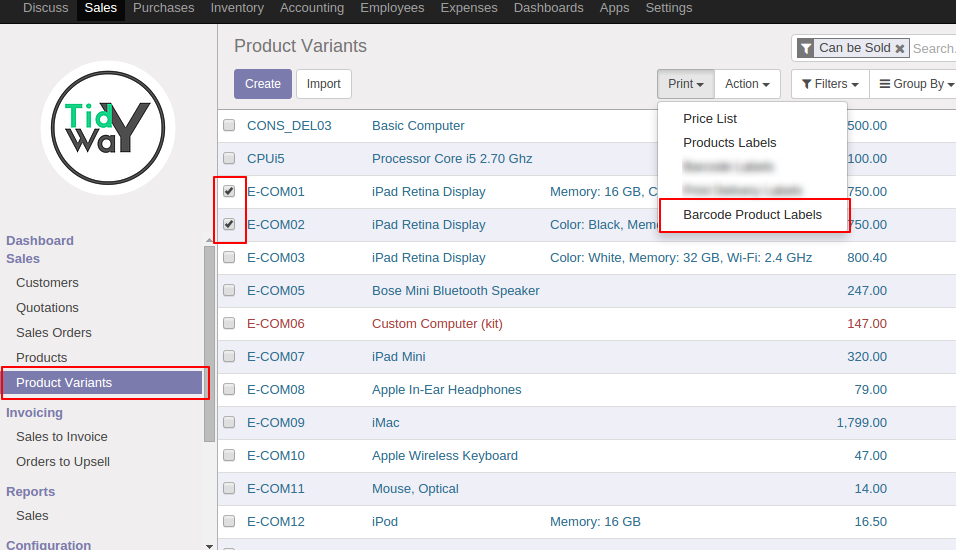 Discuss Sales Purchases Inventory Accounting Employees Expenses Dashboards Apps Settings
Product Variants
Can be Sold Search.
Create Import Print Action Filters Group By
Tid
WaY
Dashboard
Sales
Customers
Quotations
Sales Orders
Products
Product Variants
Invoicing
Sales to Invoice
Orders to Upsell
Reports
Sales
Configuration
Price List
Products Labels
Barcode Product Labels
CONS_DEL03 Basic Computer 500.00
CPUi5 Processor Core i5 2.70 Ghz 100.00
E-COM01 iPad Retina Display Memory: 16 GB, C 750.00
E-COM02 iPad Retina Display Color: Black, Mem 750.00
E-COM03 iPad Retina Display Color: White, Memory: 32 GB, Wi-Fi: 2.4 GHz 800.40
E-COM05 Bose Mini Bluetooth Speaker 247.00
E-COM06 Custom Computer (kit) 147.00
E-COM07 iPad Mini 320.00
E-COM08 Apple In-Ear Headphones 79.00
E-COM09 iMac 1,799.00
E-COM10 Apple Wireless Keyboard 47.00
E-COM11 Mouse, Optical 14.00
E-COM12 iPod Memory: 16 GB 16.50